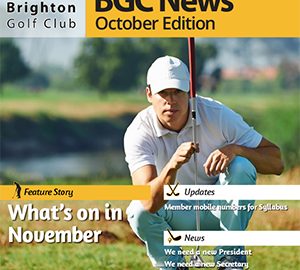 Brighton
Golf Club
BGC News
October Edition
Feature Story
What's on in
November
Updates
Member mobile numbers for Syllabus
News
We need a new President
We need a new Secretary